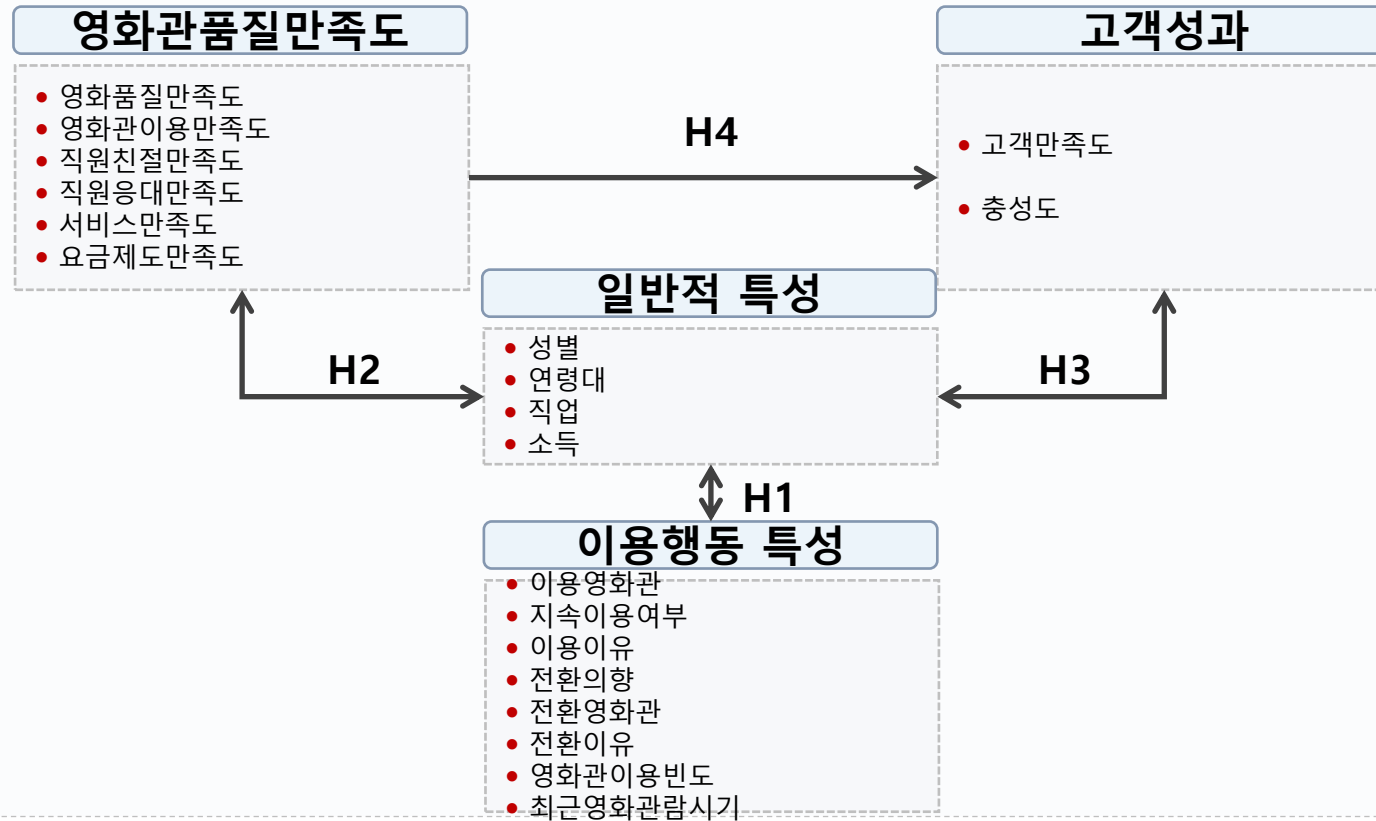 영화관품질만족도
• 영화품질만족도
• 영화관이용만족도
• 직원친절만족도
• 직원응대만족도
• 서비스만족도
• 요금제도만족도
H4
고객성과
• 고객만족도
• 충성도
일반적 특성
• 성별
• 연령대
• 직업
• 소득
H2
H3
H1
이용행동 특성
• 이용영화관
• 지속이용여부
• 이용이유
• 전환의향
• 전환영화관
• 전환이유
• 영화관이용빈도
• 최근영화관람시기